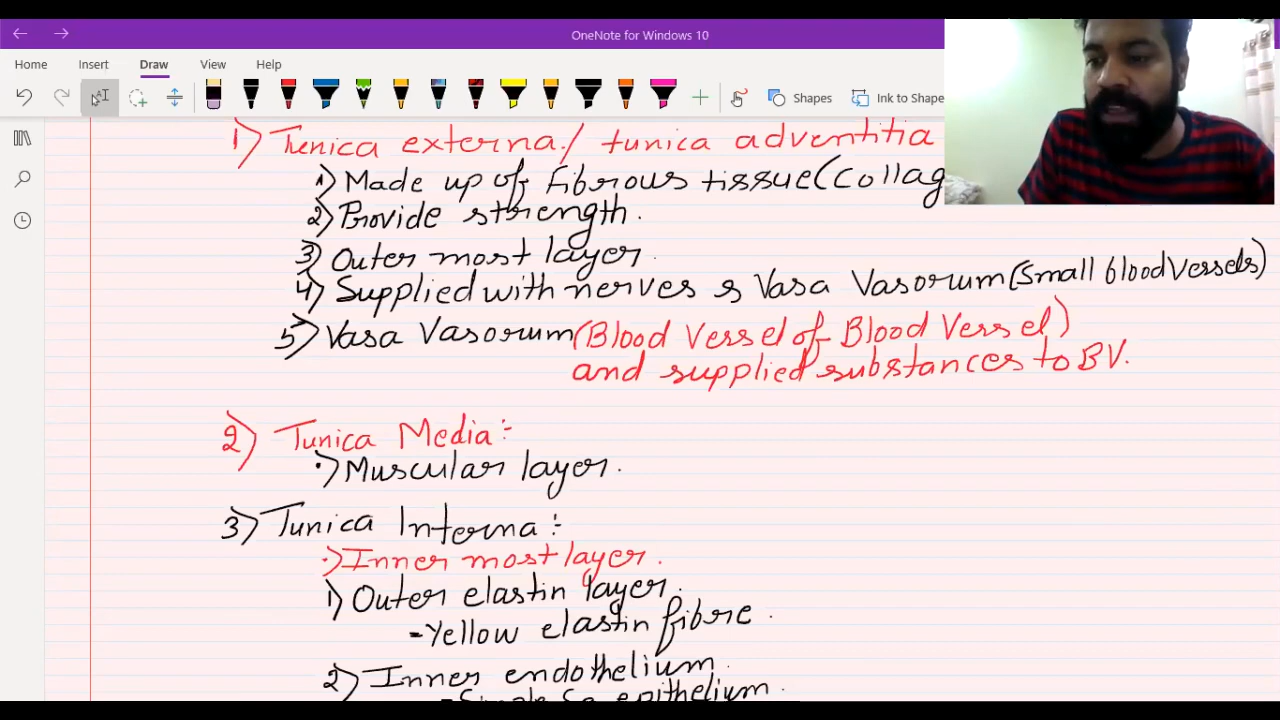 OneNote for Windows 10
Home Insert Draw View Help
Shapes Ink to Shape
1) Tunica externa / tunica adventitia
1) Made up of Fibrous tissue (Collag
2) Provide strength.
3) Outer most layer.
4) Supplied with nerves & Vasa Vasorum (Small blood Vessels)
5) Vasa Vasorum (Blood Vessel of Blood Vessel)
and supplied substances to BV.
2) Tunica Media :-
•) Muscular layer.
3) Tunica Interna :-
•) Inner most layer.
1) Outer elastin layer.
- Yellow elastin fibre.
2) Inner endothelium.
- Simple Sq epithelium.